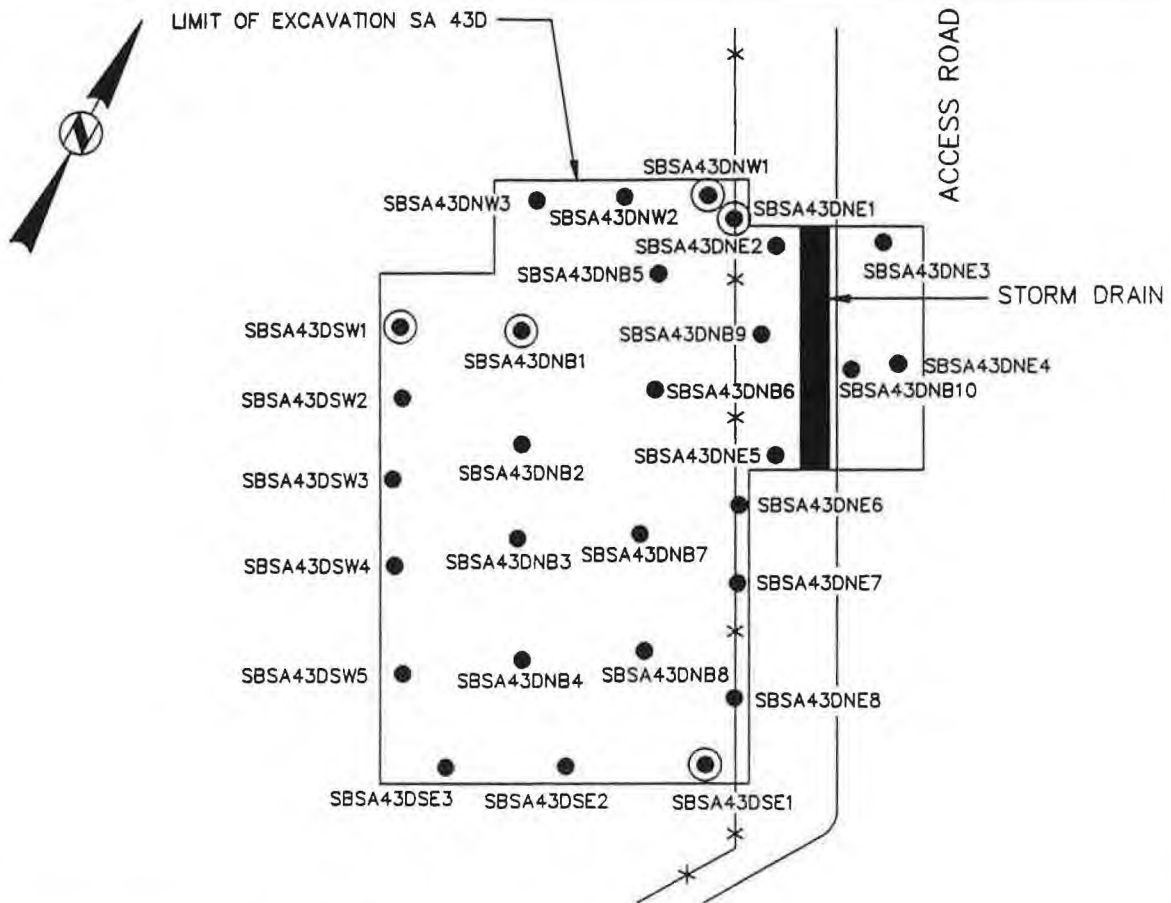 LIMIT OF EXCAVATION SA 43D
ACCESS ROAD
N
SBSA43DNW1
SBSA43DNW3
SBSA43DNW2
SBSA43DNE1
SBSA43DNE2
SBSA43DNE3
SBSA43DNB5
STORM DRAIN
SBSA43DSW1
SBSA43DNB1
SBSA43DNB9
SBSA43DNE4
SBSA43DNB10
SBSA43DNB6
SBSA43DSW2
SBSA43DNB2
SBSA43DNE5
SBSA43DSW3
SBSA43DNE6
SBSA43DNB3
SBSA43DNB7
SBSA43DSW4
SBSA43DNE7
SBSA43DSW5
SBSA43DNB4
SBSA43DNB8
SBSA43DNE8
SBSA43DSE3
SBSA43DSE2
SBSA43DSE1